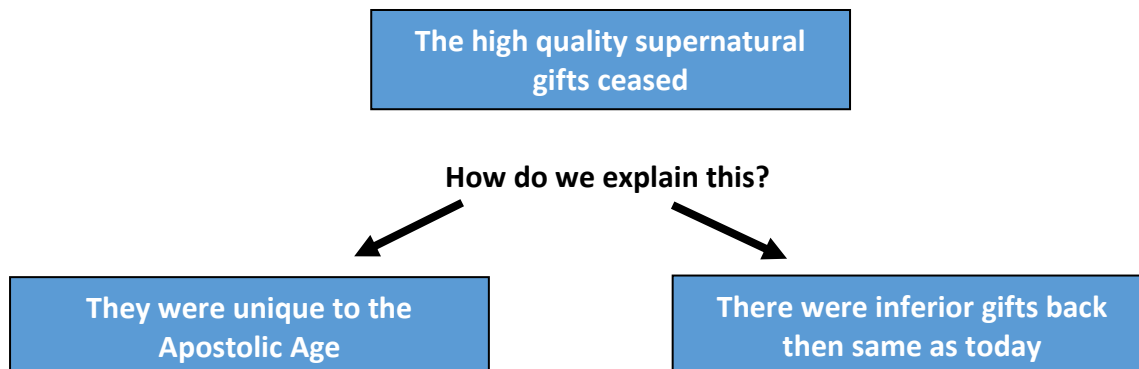 The high quality supernatural
gifts ceased
How do we explain this?
They were unique to the
Apostolic Age
There were inferior gifts back
then same as today